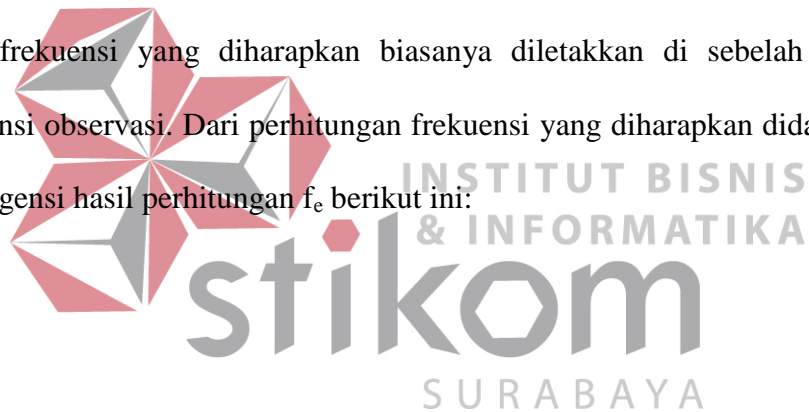 frekuensi yang diharapkan biasanya diletakkan di sebelah
nsi observasi. Dari perhitungan frekuensi yang diharapkan dida
gensi hasil perhitungan fe berikut ini:
INSTITUT BISNIS
& INFORMATIKA
stikom
SURABAYA